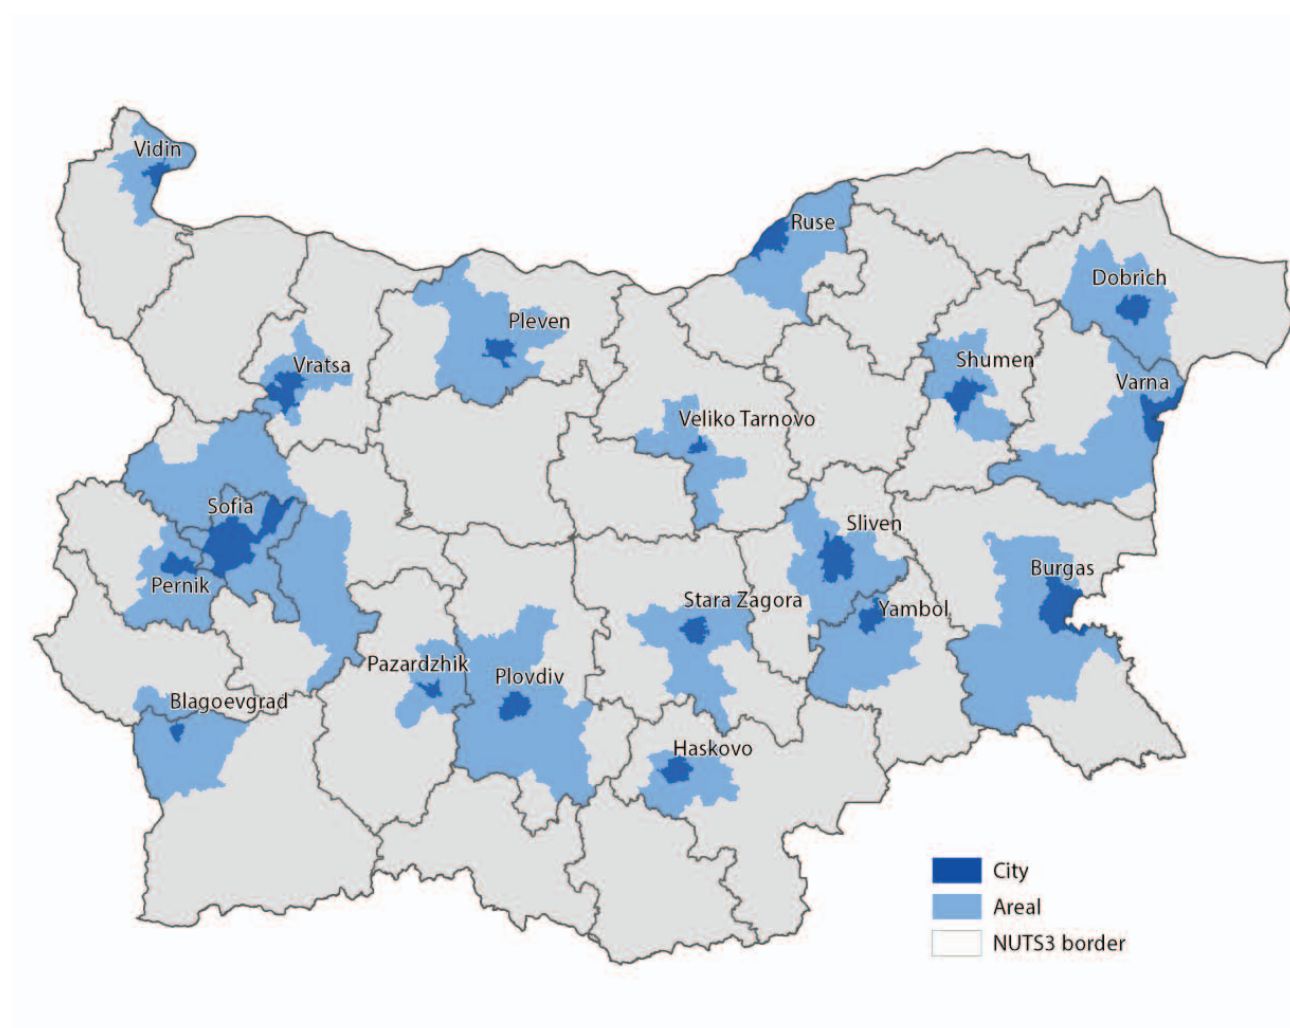 Vidin
Ruse
Dobrich
Pleven
Vratsa
Shumen
Varna
Veliko Tarnovo
Sofia
Sliven
Burgas
Pernik
Stara Zagora
Yambol
Pazardzhik
Plovdiv
Blagoevgrad
Haskovo
City
Areal
NUTS3 border